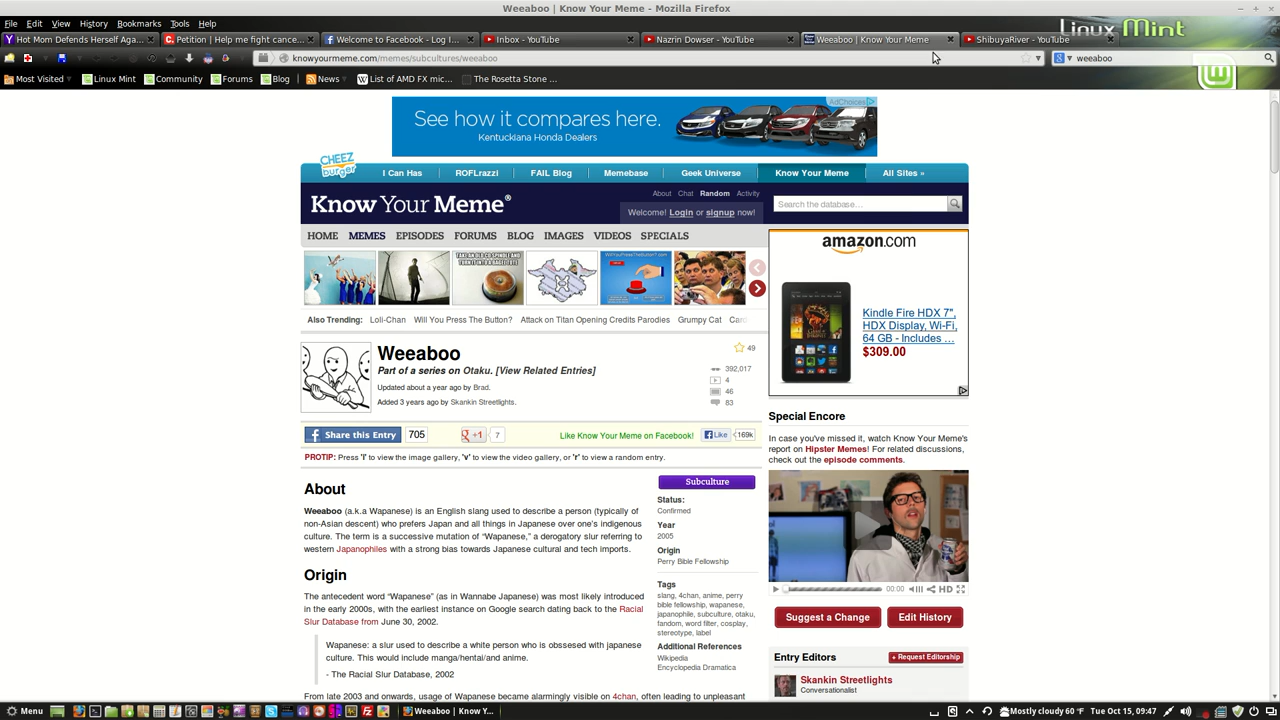 Weeaboo | Know Your Meme - Mozilla Firefox
File Edit View History Bookmarks Tools Help
Linux Mint
Hot Mom Defends Herself Aga...
Petition | Help me fight cance...
Welcome to Facebook - Log I...
Inbox - YouTube
Nazrin Dowser - YouTube
Weeaboo | Know Your Meme
ShibuyaRiver - YouTube
knowyourmeme.com/memes/subcultures/weeaboo
weeaboo
Most Visited
Linux Mint
Community
Forums
Blog
News
List of AMD FX mic...
The Rosetta Stone ...
AdChoices
See how it compares here.
Kentuckiana Honda Dealers
CHEEZ burger
I Can Has
ROFLrazzi
FAIL Blog
Memebase
Geek Universe
Know Your Meme
All Sites »
Know Your Meme®
About Chat Random Activity
Welcome! Login or signup now!
Search the database...
HOME MEMES EPISODES FORUMS BLOG IMAGES VIDEOS SPECIALS
TAKE AN OLD CD SPINDLE
AND TURN IT INTO A BAGEL TOTE
Also Trending: Loli-Chan Will You Press The Button? Attack on Titan Opening Credits Parodies Grumpy Cat
amazon.com
Kindle Fire HDX 7",
HDX Display, Wi-Fi,
64 GB - Includes ...
$309.00
Weeaboo
Part of a series on Otaku. [View Related Entries]
Updated about a year ago by Brad.
Added 3 years ago by Skankin Streetlights.
49
392,017
4
46
83
Share this Entry
705
+1
7
Like Know Your Meme on Facebook!
Like
169k
PROTIP: Press 'i' to view the image gallery, 'v' to view the video gallery, or 'r' to view a random entry.
About
Weeaboo (a.k.a Wapanese) is an English slang used to describe a person (typically of
non-Asian descent) who prefers Japan and all things in Japanese over one's indigenous
culture. The term is a successive mutation of "Wapanese," a derogatory slur referring to
western Japanophiles with a strong bias towards Japanese cultural and tech imports.
Origin
The antecedent word "Wapanese" (as in Wannabe Japanese) was most likely introduced
in the early 2000s, with the earliest instance on Google search dating back to the Racial
Slur Database from June 30, 2002.
Wapanese: a slur used to describe a white person who is obssesed with japanese
culture. This would include manga/hentai/and anime.
- The Racial Slur Database, 2002
From late 2003 and onwards, usage of Wapanese became alarmingly visible on 4chan, often leading to unpleasant
Subculture
Status:
Confirmed
Year
2005
Origin
Perry Bible Fellowship
Tags
slang, 4chan, anime, perry
bible fellowship, wapanese,
japanophile, subculture, otaku,
fandom, word filter, cosplay,
stereotype, label
Additional References
Wikipedia
Encyclopedia Dramatica
Special Encore
In case you've missed it, watch Know Your Meme's
report on Hipster Memes! For related discussions,
check out the episode comments.
00:00
HD
Suggest a Change
Edit History
Entry Editors
+ Request Editorship
Skankin Streetlights
Conversationalist
Menu
Weeaboo | Know Y...
Mostly cloudy 60 °F
Tue Oct 15, 09:47